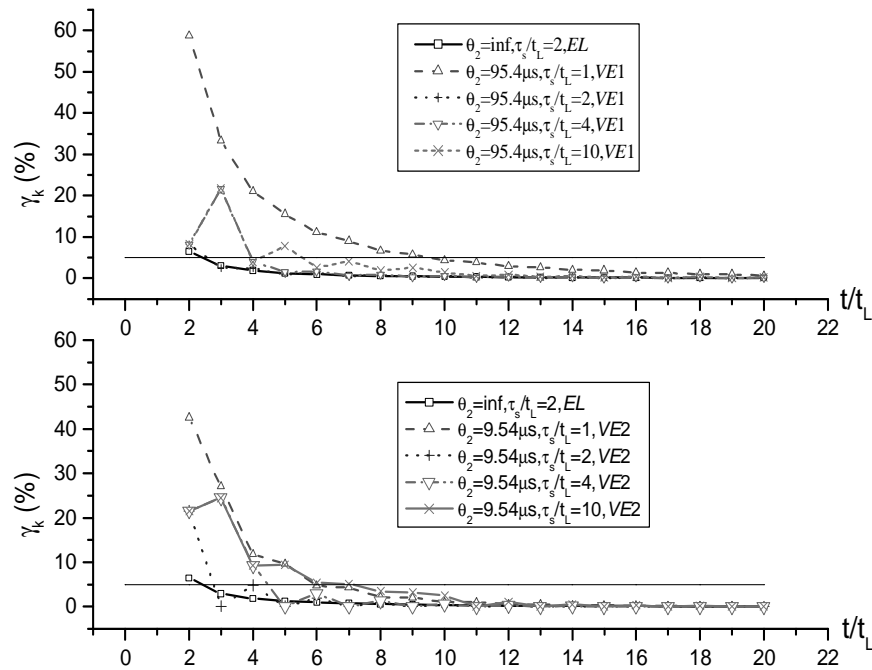 60
50
40
30
20
10
0
γk (%)
θ2=inf,τs/tL=2,EL
θ2=95.4μs,τs/tL=1,VE1
θ2=95.4μs,τs/tL=2,VE1
θ2=95.4μs,τs/tL=4,VE1
θ2=95.4μs,τs/tL=10,VE1
0 2 4 6 8 10 12 14 16 18 20 22
t/tL
60
50
40
30
20
10
0
γk (%)
θ2=inf,τs/tL=2,EL
θ2=9.54μs,τs/tL=1,VE2
θ2=9.54μs,τs/tL=2,VE2
θ2=9.54μs,τs/tL=4,VE2
θ2=9.54μs,τs/tL=10,VE2
0 2 4 6 8 10 12 14 16 18 20 22
t/tL